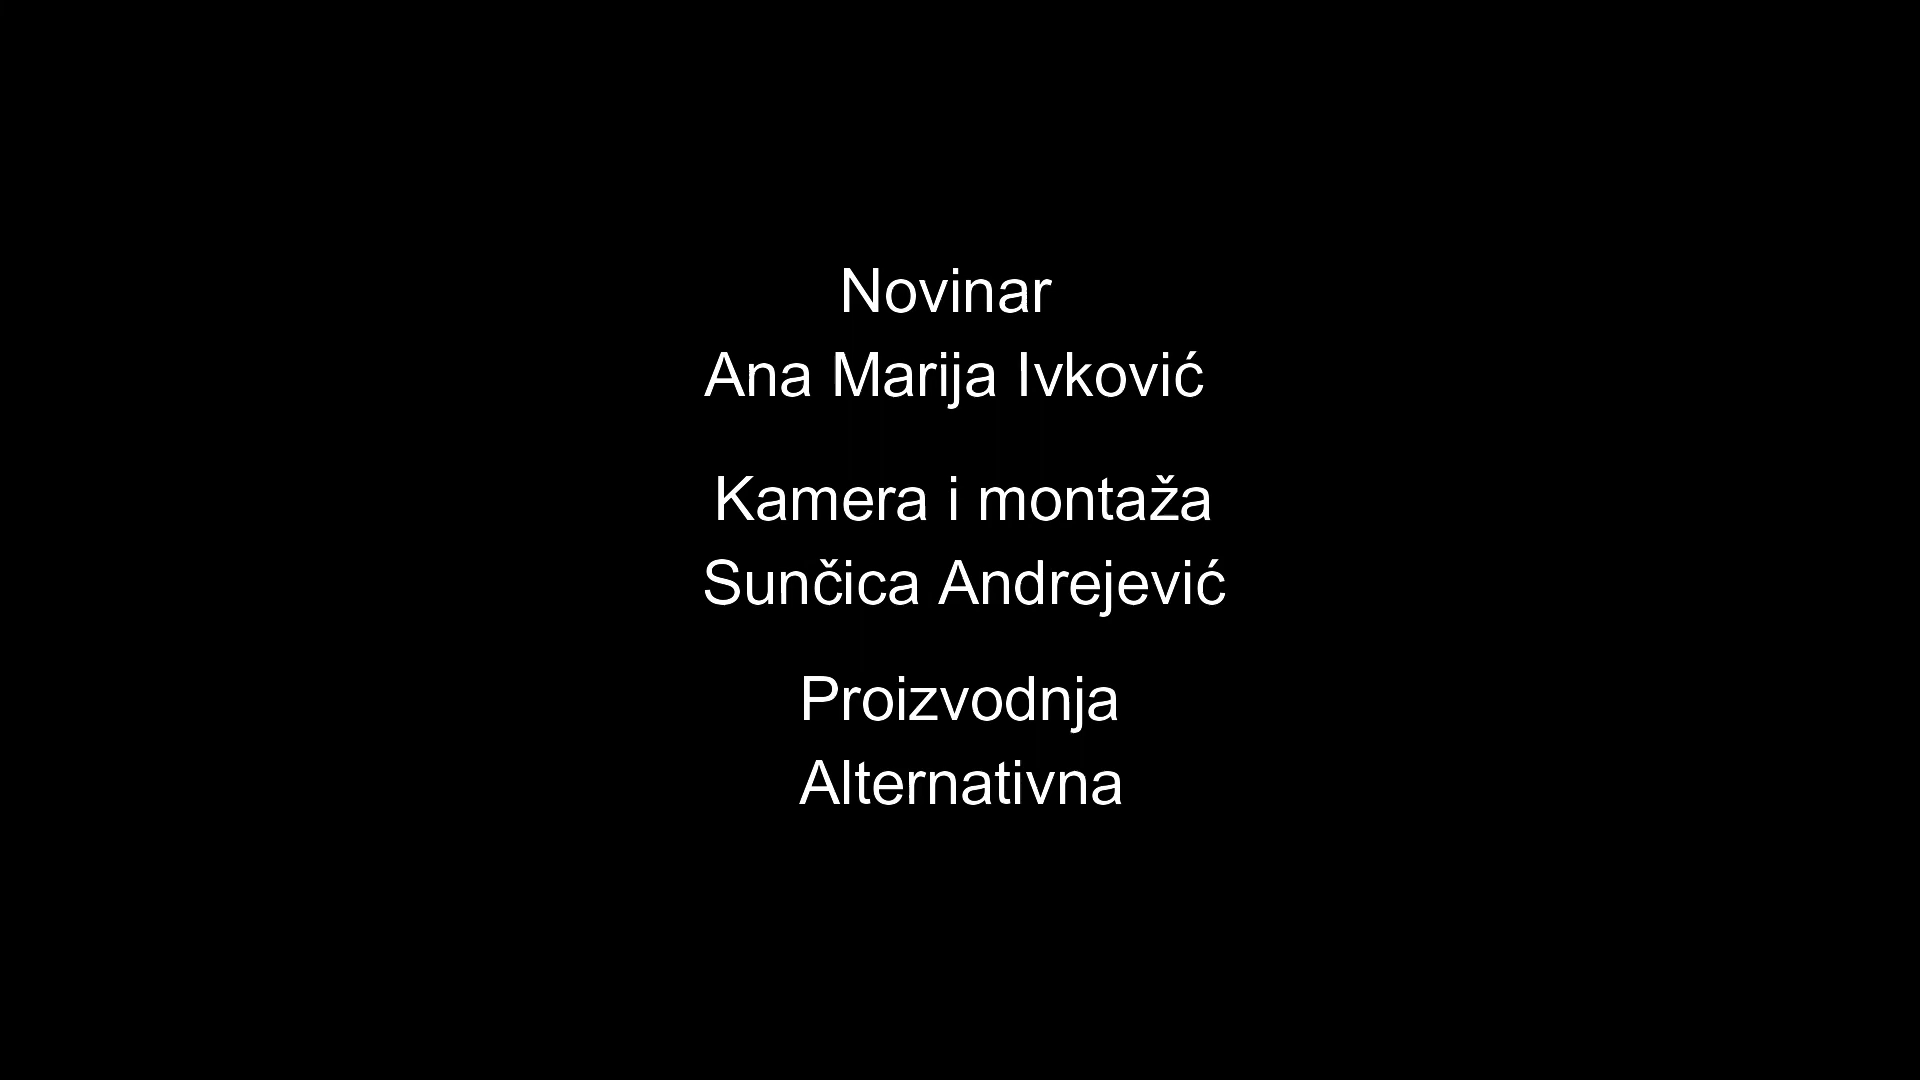 Novinar
Ana Marija Ivković
Kamera i montaža
Sunčica Andrejević
Proizvodnja
Alternativna